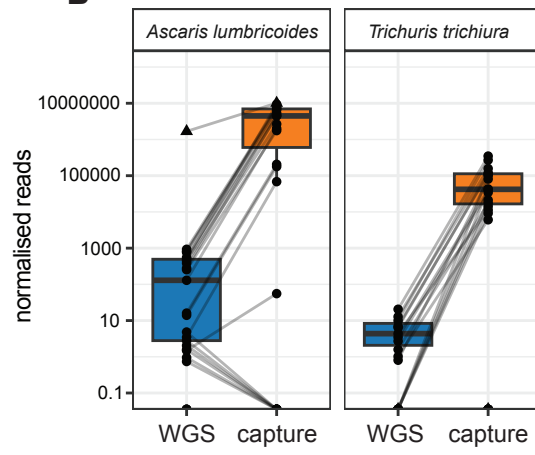 Ascaris lumbricoides
Trichuris trichiura
normalised reads
10000000
100000
1000
10
0.1
WGS
capture
WGS
capture